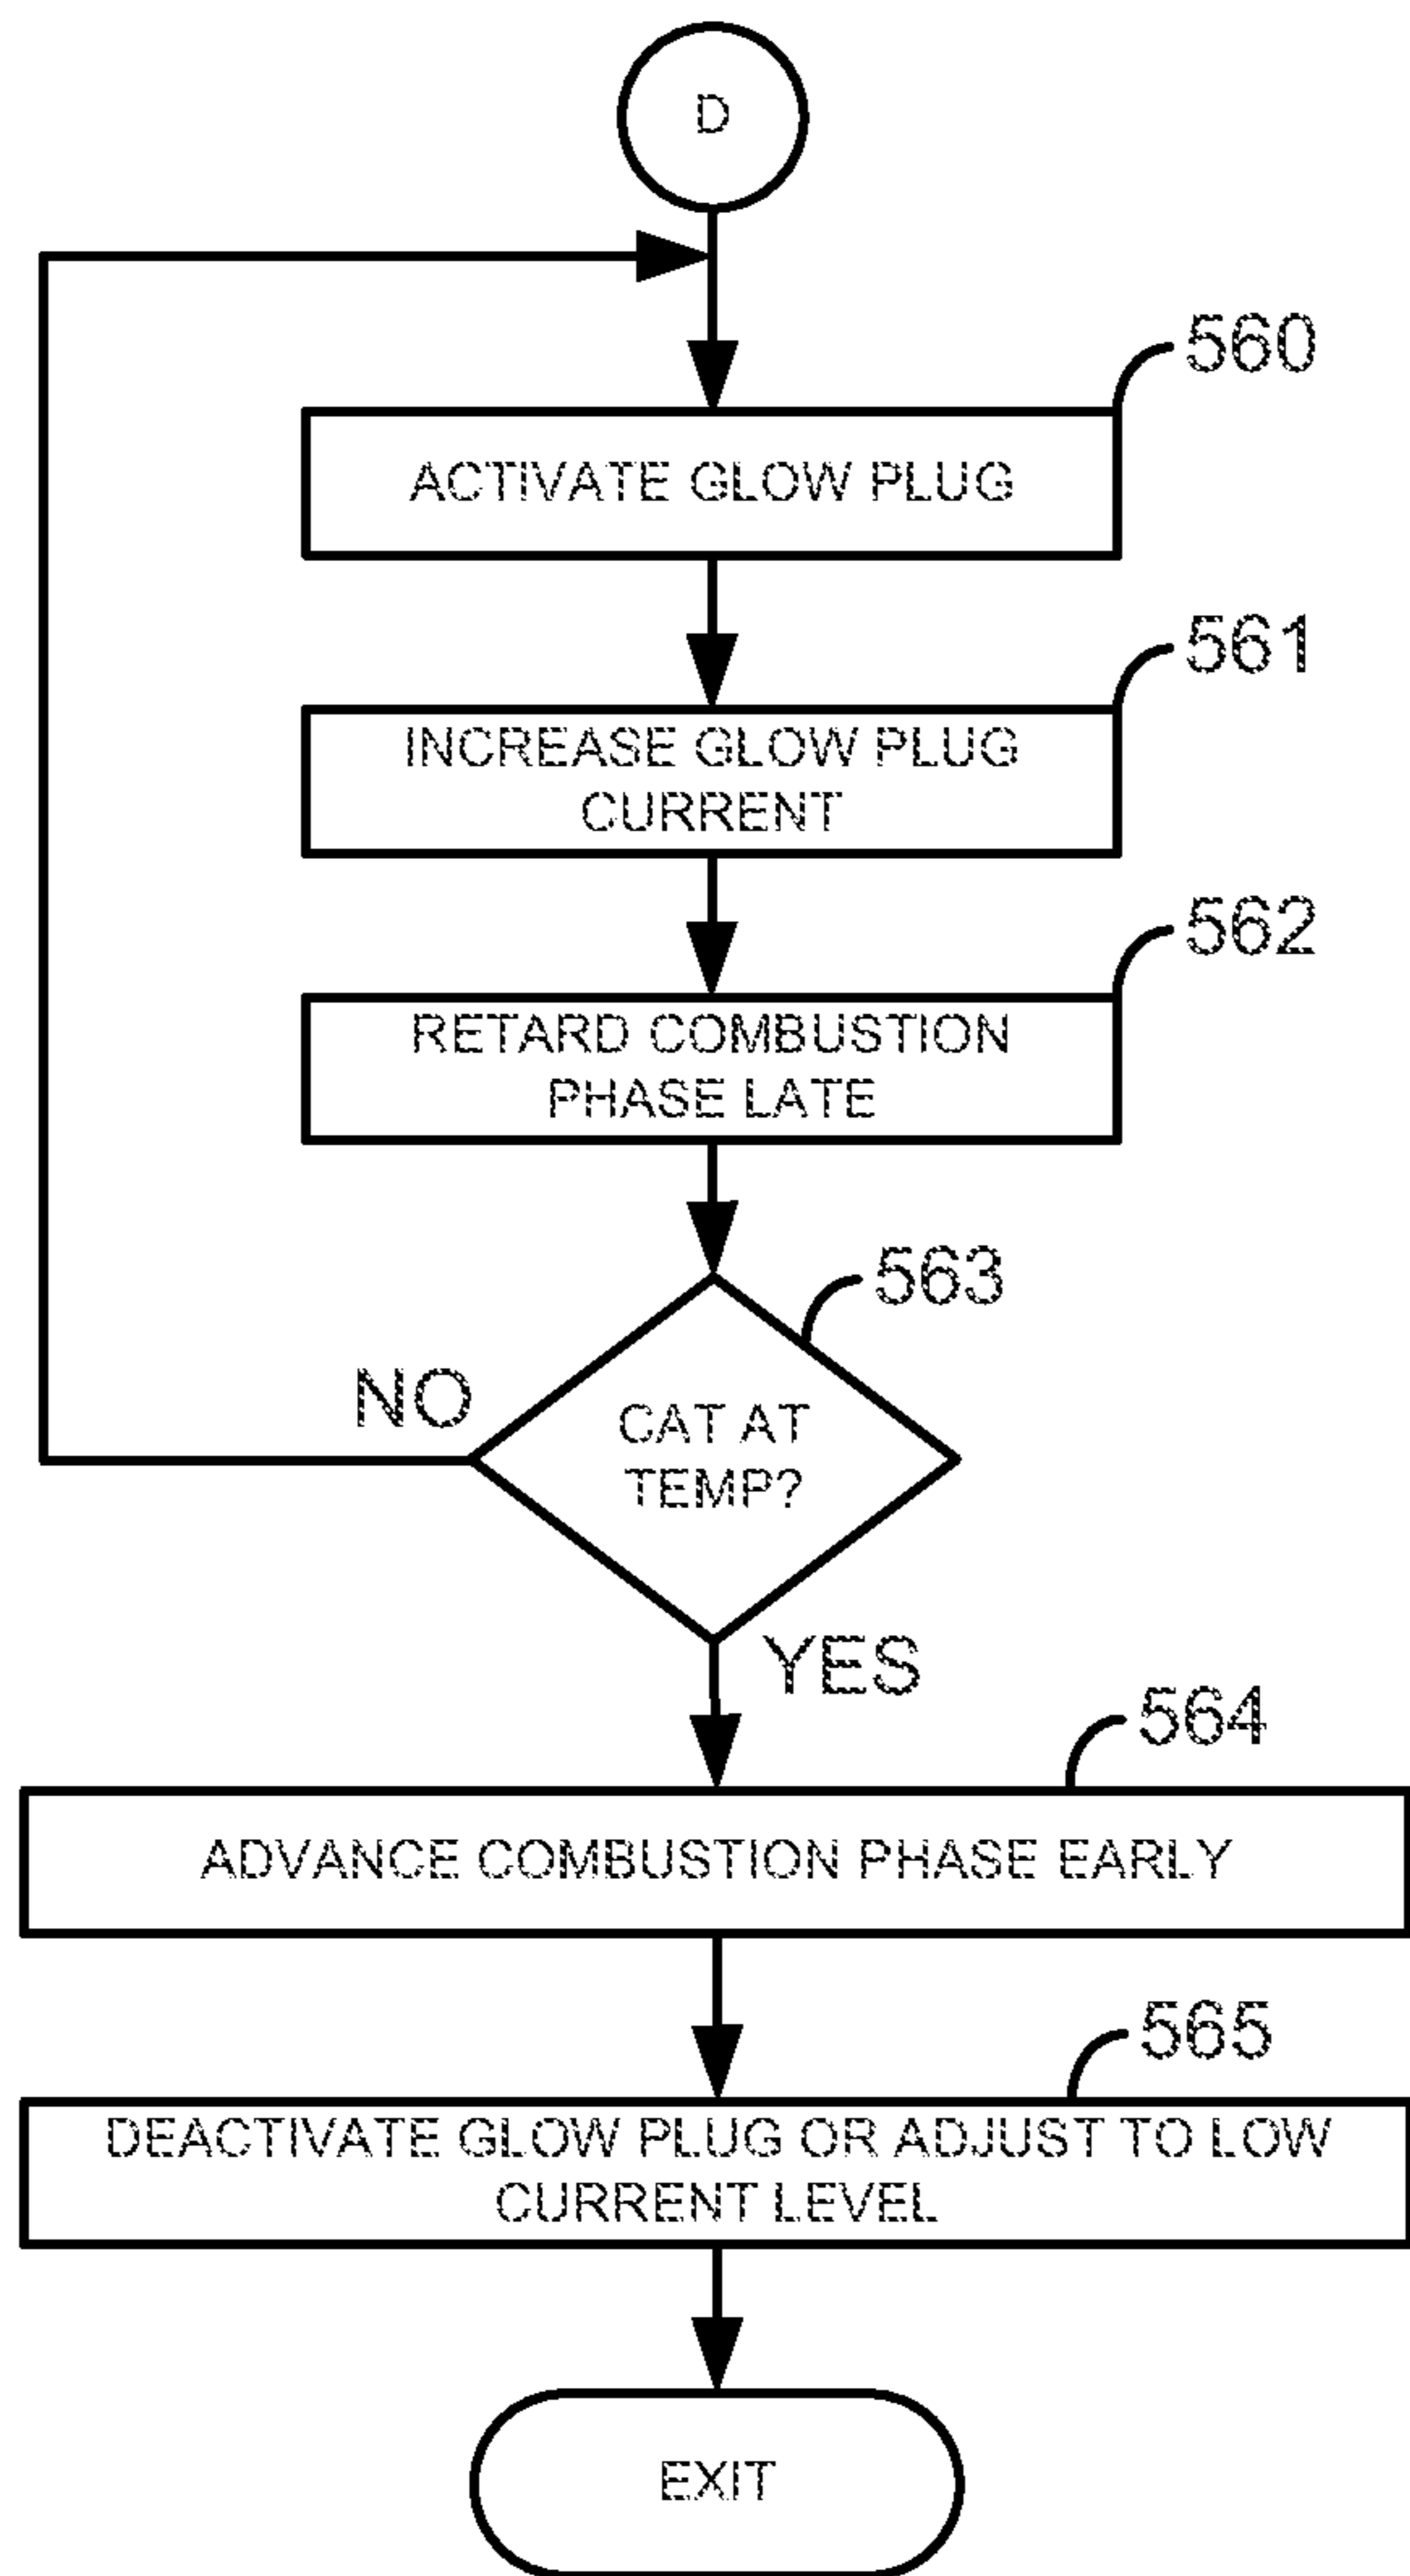 D
560
ACTIVATE GLOW PLUG
561
INCREASE GLOW PLUG
CURRENT
562
RETARD COMBUSTION
PHASE LATE
563
NO
CAT AT
TEMP?
YES
564
ADVANCE COMBUSTION PHASE EARLY
565
DEACTIVATE GLOW PLUG OR ADJUST TO LOW
CURRENT LEVEL
EXIT